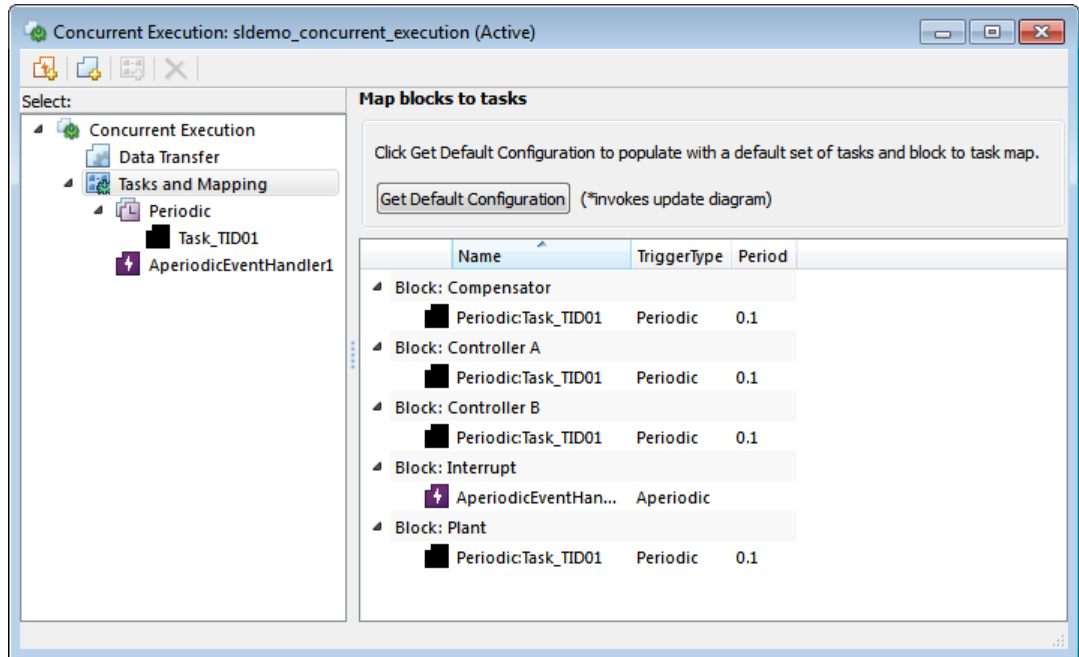 Concurrent Execution: sldemo_concurrent_execution (Active)
Select:
Concurrent Execution
Data Transfer
Tasks and Mapping
Periodic
Task_TID01
AperiodicEventHandler1
Map blocks to tasks
Click Get Default Configuration to populate with a default set of tasks and block to task map.
Get Default Configuration (*invokes update diagram)
Name TriggerType Period
Block: Compensator
Periodic:Task_TID01 Periodic 0.1
Block: Controller A
Periodic:Task_TID01 Periodic 0.1
Block: Controller B
Periodic:Task_TID01 Periodic 0.1
Block: Interrupt
AperiodicEventHan... Aperiodic
Block: Plant
Periodic:Task_TID01 Periodic 0.1